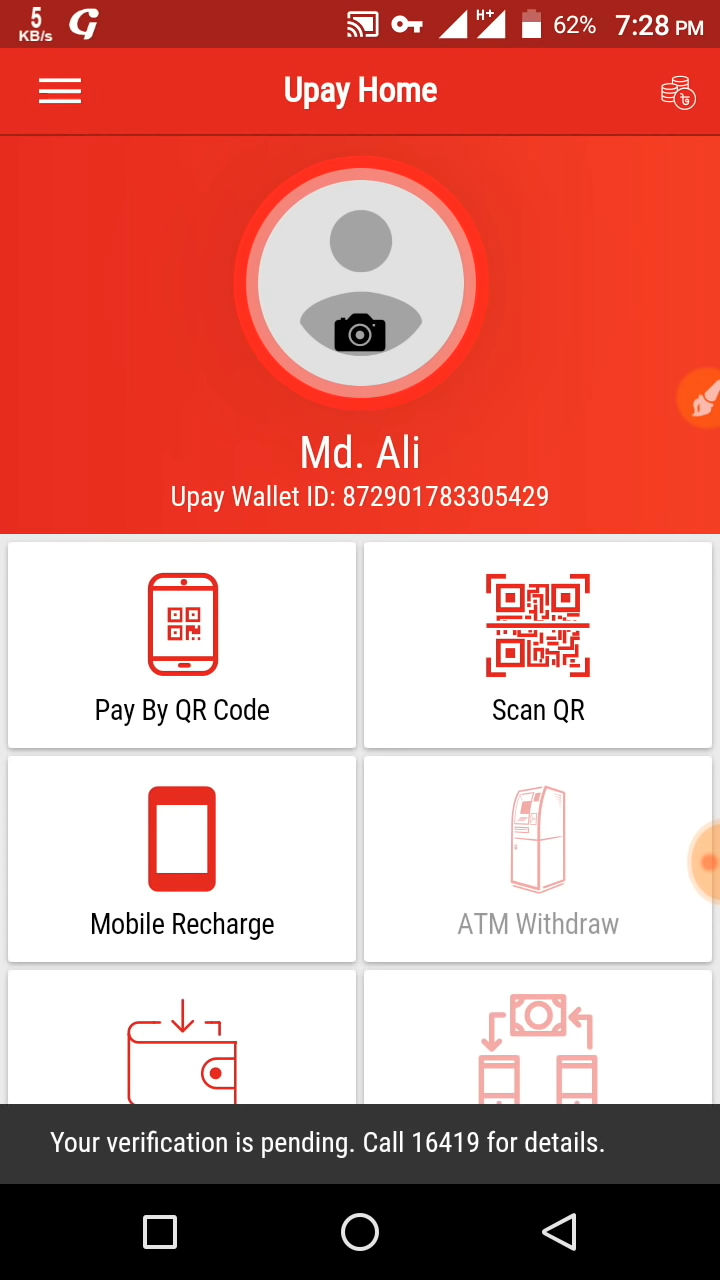 5
KB/s
G
H+
62%
7:28 PM
Upay Home
৳
Md. Ali
Upay Wallet ID: 872901783305429
Pay By QR Code
Scan QR
Mobile Recharge
ATM Withdraw
Your verification is pending. Call 16419 for details.